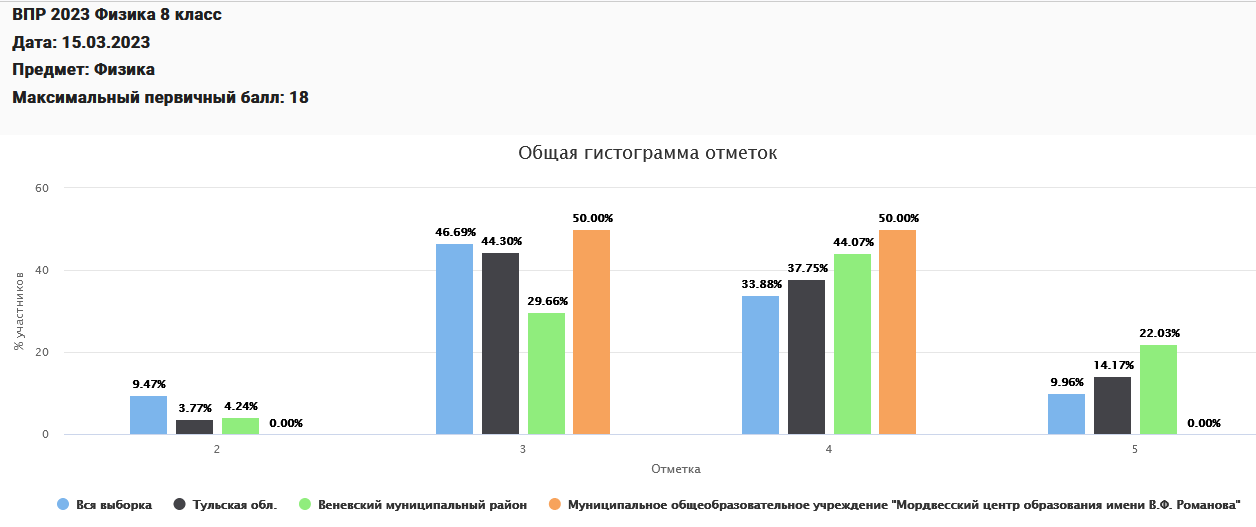 ВПР 2023 Физика 8 класс
Дата: 15.03.2023
Предмет: Физика
Максимальный первичный балл: 18
Общая гистограмма отметок
% участников
60
40
20
0
9.47%
3.77%
4.24%
0.00%
46.69%
44.30%
29.66%
50.00%
33.88%
37.75%
44.07%
50.00%
9.96%
14.17%
22.03%
0.00%
2
3
4
5
Отметка
Вся выборка
Тульская обл.
Веневский муниципальный район
Муниципальное общеобразовательное учреждение "Мордвесский центр образования имени В.Ф. Романова"